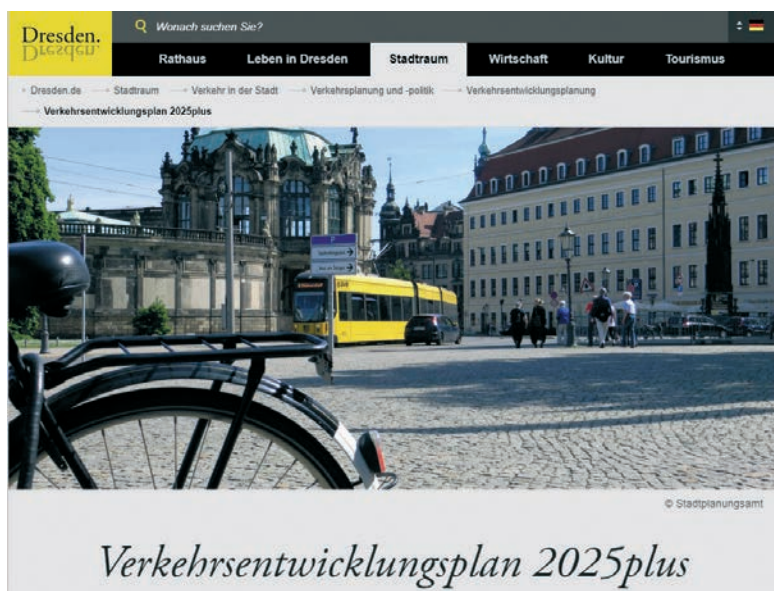 Dresden.
Wonach suchen Sie?
Rathaus Leben in Dresden Stadtraum Wirtschaft Kultur Tourismus
Dresden.de → Stadtraum → Verkehr in der Stadt → Verkehrsplanung und -politik → Verkehrsentwicklungsplanung
→ Verkehrsentwicklungsplan 2025plus
© Stadtplanungsamt
Verkehrsentwicklungsplan 2025plus